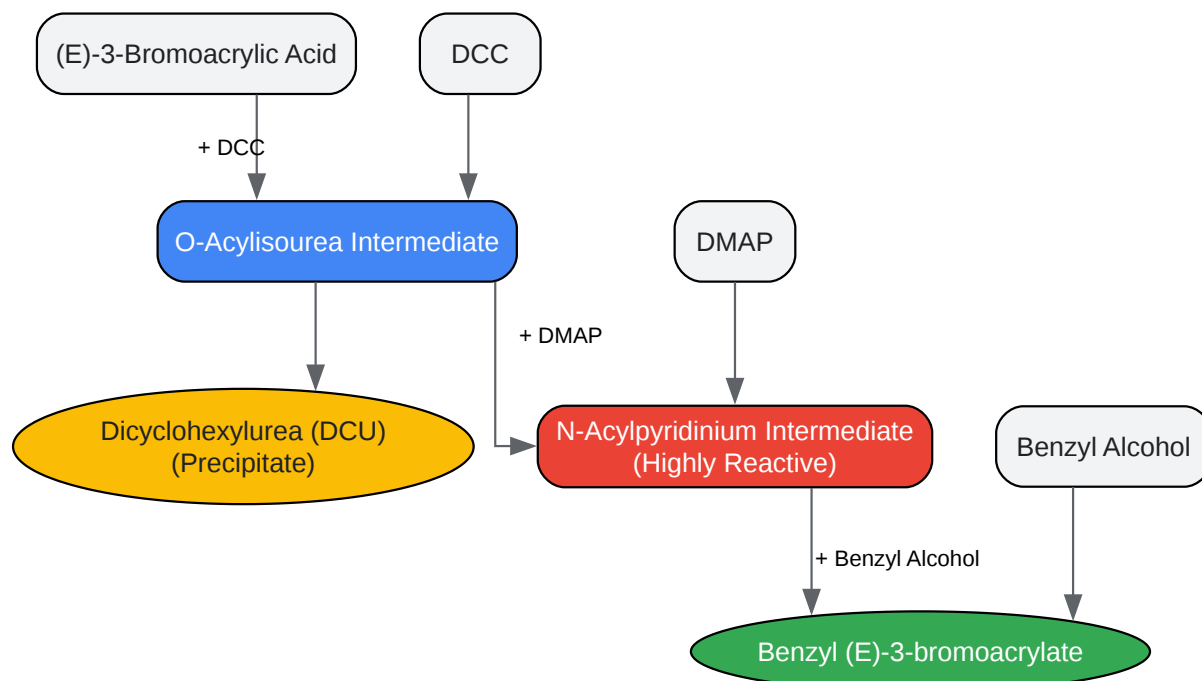 (E)-3-Bromoacrylic Acid
DCC
+ DCC
O-Acylisourea Intermediate
DMAP
+ DMAP
Dicyclohexylurea (DCU)
(Precipitate)
N-Acylpyridinium Intermediate
(Highly Reactive)
Benzyl Alcohol
+ Benzyl Alcohol
Benzyl (E)-3-bromoacrylate